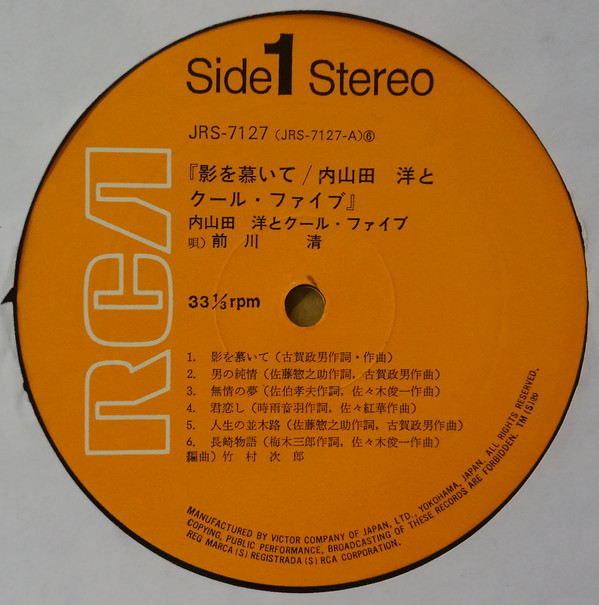 Side 1 Stereo
JRS-7127 (JRS-7127-A)⑥
『影を慕いて/内山田 洋と
クール・ファイブ』
内山田 洋とクール・ファイブ
唄) 前川 清
33 1/3 rpm
1. 影を慕いて(古賀政男作詞・作曲)
2. 男の純情(佐藤惣之助作詞, 古賀政男作曲)
3. 無情の夢(佐伯孝夫作詞, 佐々木俊一作曲)
4. 君恋し(時雨音羽作詞, 佐々紅華作曲)
5. 人生の並木路(佐藤惣之助作詞, 古賀政男作曲)
6. 長崎物語(梅木三郎作詞, 佐々木俊一作曲)
編曲) 竹村次郎
RCA
MANUFACTURED BY VICTOR COMPANY OF JAPAN, LTD., YOKOHAMA, JAPAN. ALL RIGHTS RESERVED.
COPYING, PUBLIC PERFORMANCE, BROADCASTING OF THESE RECORDS ARE FORBIDDEN. TM(S)®
REG MARCA(S) REGISTRADA(S) RCA CORPORATION.